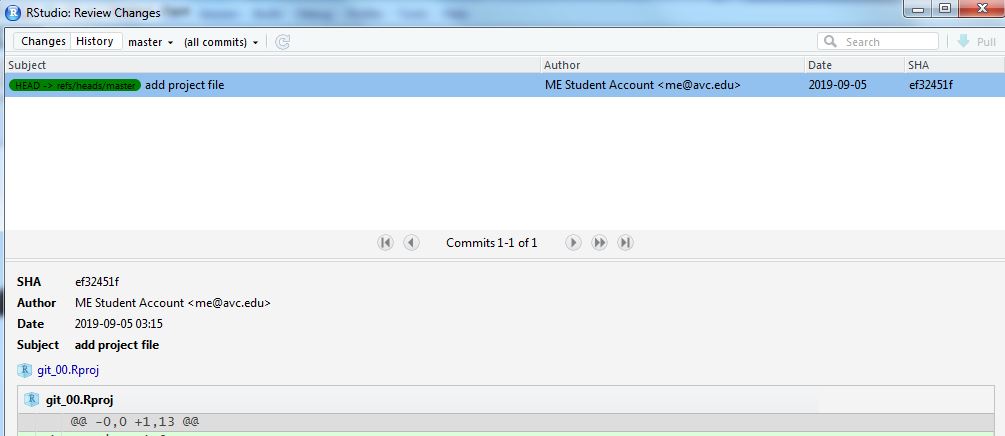 RStudio: Review Changes
Changes History master (all commits) Search Pull
Subject Author Date SHA
HEAD -> refs/heads/master add project file ME Student Account <me@avc.edu> 2019-09-05 ef32451f
Commits 1-1 of 1
SHA ef32451f
Author ME Student Account <me@avc.edu>
Date 2019-09-05 03:15
Subject add project file
git_00.Rproj
git_00.Rproj
@@ -0,0 +1,13 @@